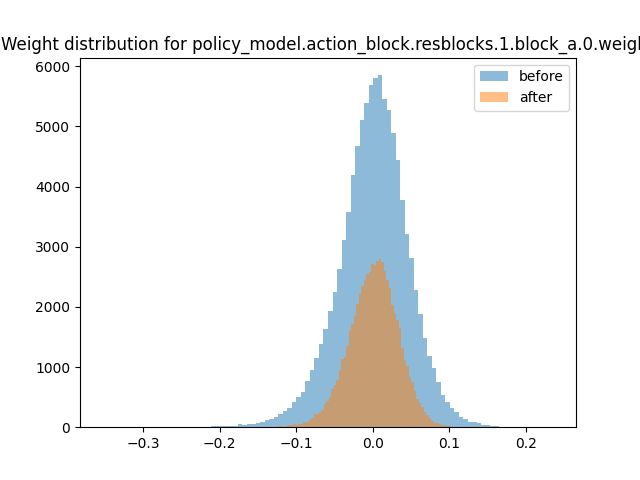 Weight distribution for policy_model.action_block.resblocks.1.block_a.0.weigh
6000
5000
4000
3000
2000
1000
0
before
after
−0.3 −0.2 −0.1 0.0 0.1 0.2